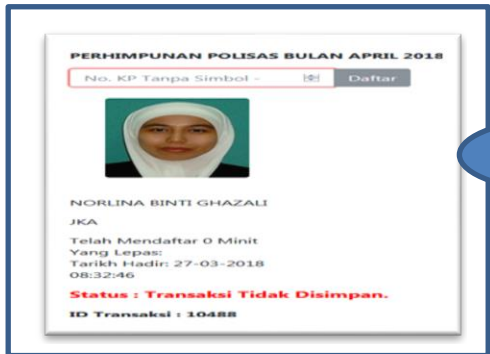 PERHIMPUNAN POLISAS BULAN APRIL 2018
No. KP Tanpa Simbol -
Daftar
NORLINA BINTI GHAZALI
JKA
Telah Mendaftar 0 Minit
Yang Lepas:
Tarikh Hadir: 27-03-2018
08:32:46
Status : Transaksi Tidak Disimpan.
ID Transaksi : 10488